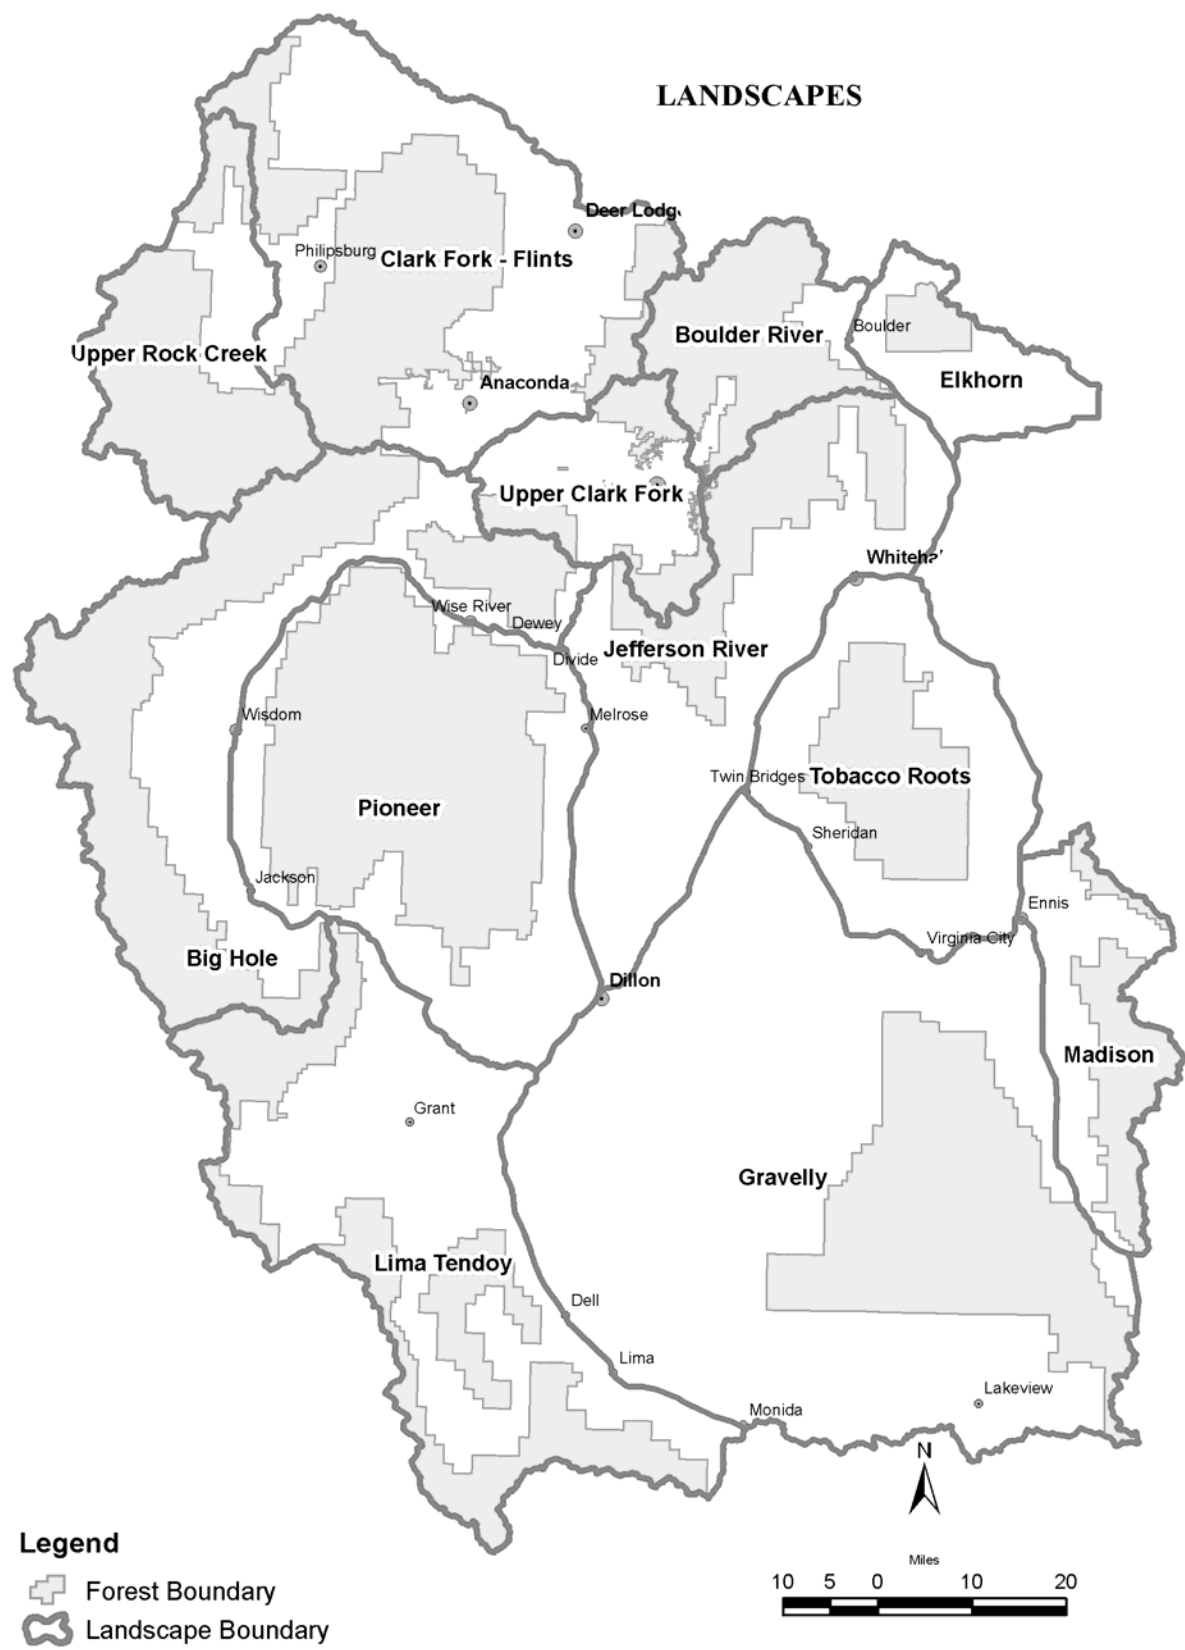 LANDSCAPES
Deer Lodg
Philipsburg
Clark Fork - Flints
Boulder
Boulder River
Upper Rock Creek
Elkhorn
Anaconda
Upper Clark Fork
Whiteha
Wise River
Dewey
Jefferson River
Divide
Wisdom
Melrose
Twin Bridges
Tobacco Roots
Pioneer
Sheridan
Jackson
Ennis
Virginia City
Big Hole
Dillon
Madison
Grant
Gravelly
Lima Tendoy
Dell
Lima
Lakeview
Monida
N
Legend
Miles
10 5 0 10 20
Forest Boundary
Landscape Boundary